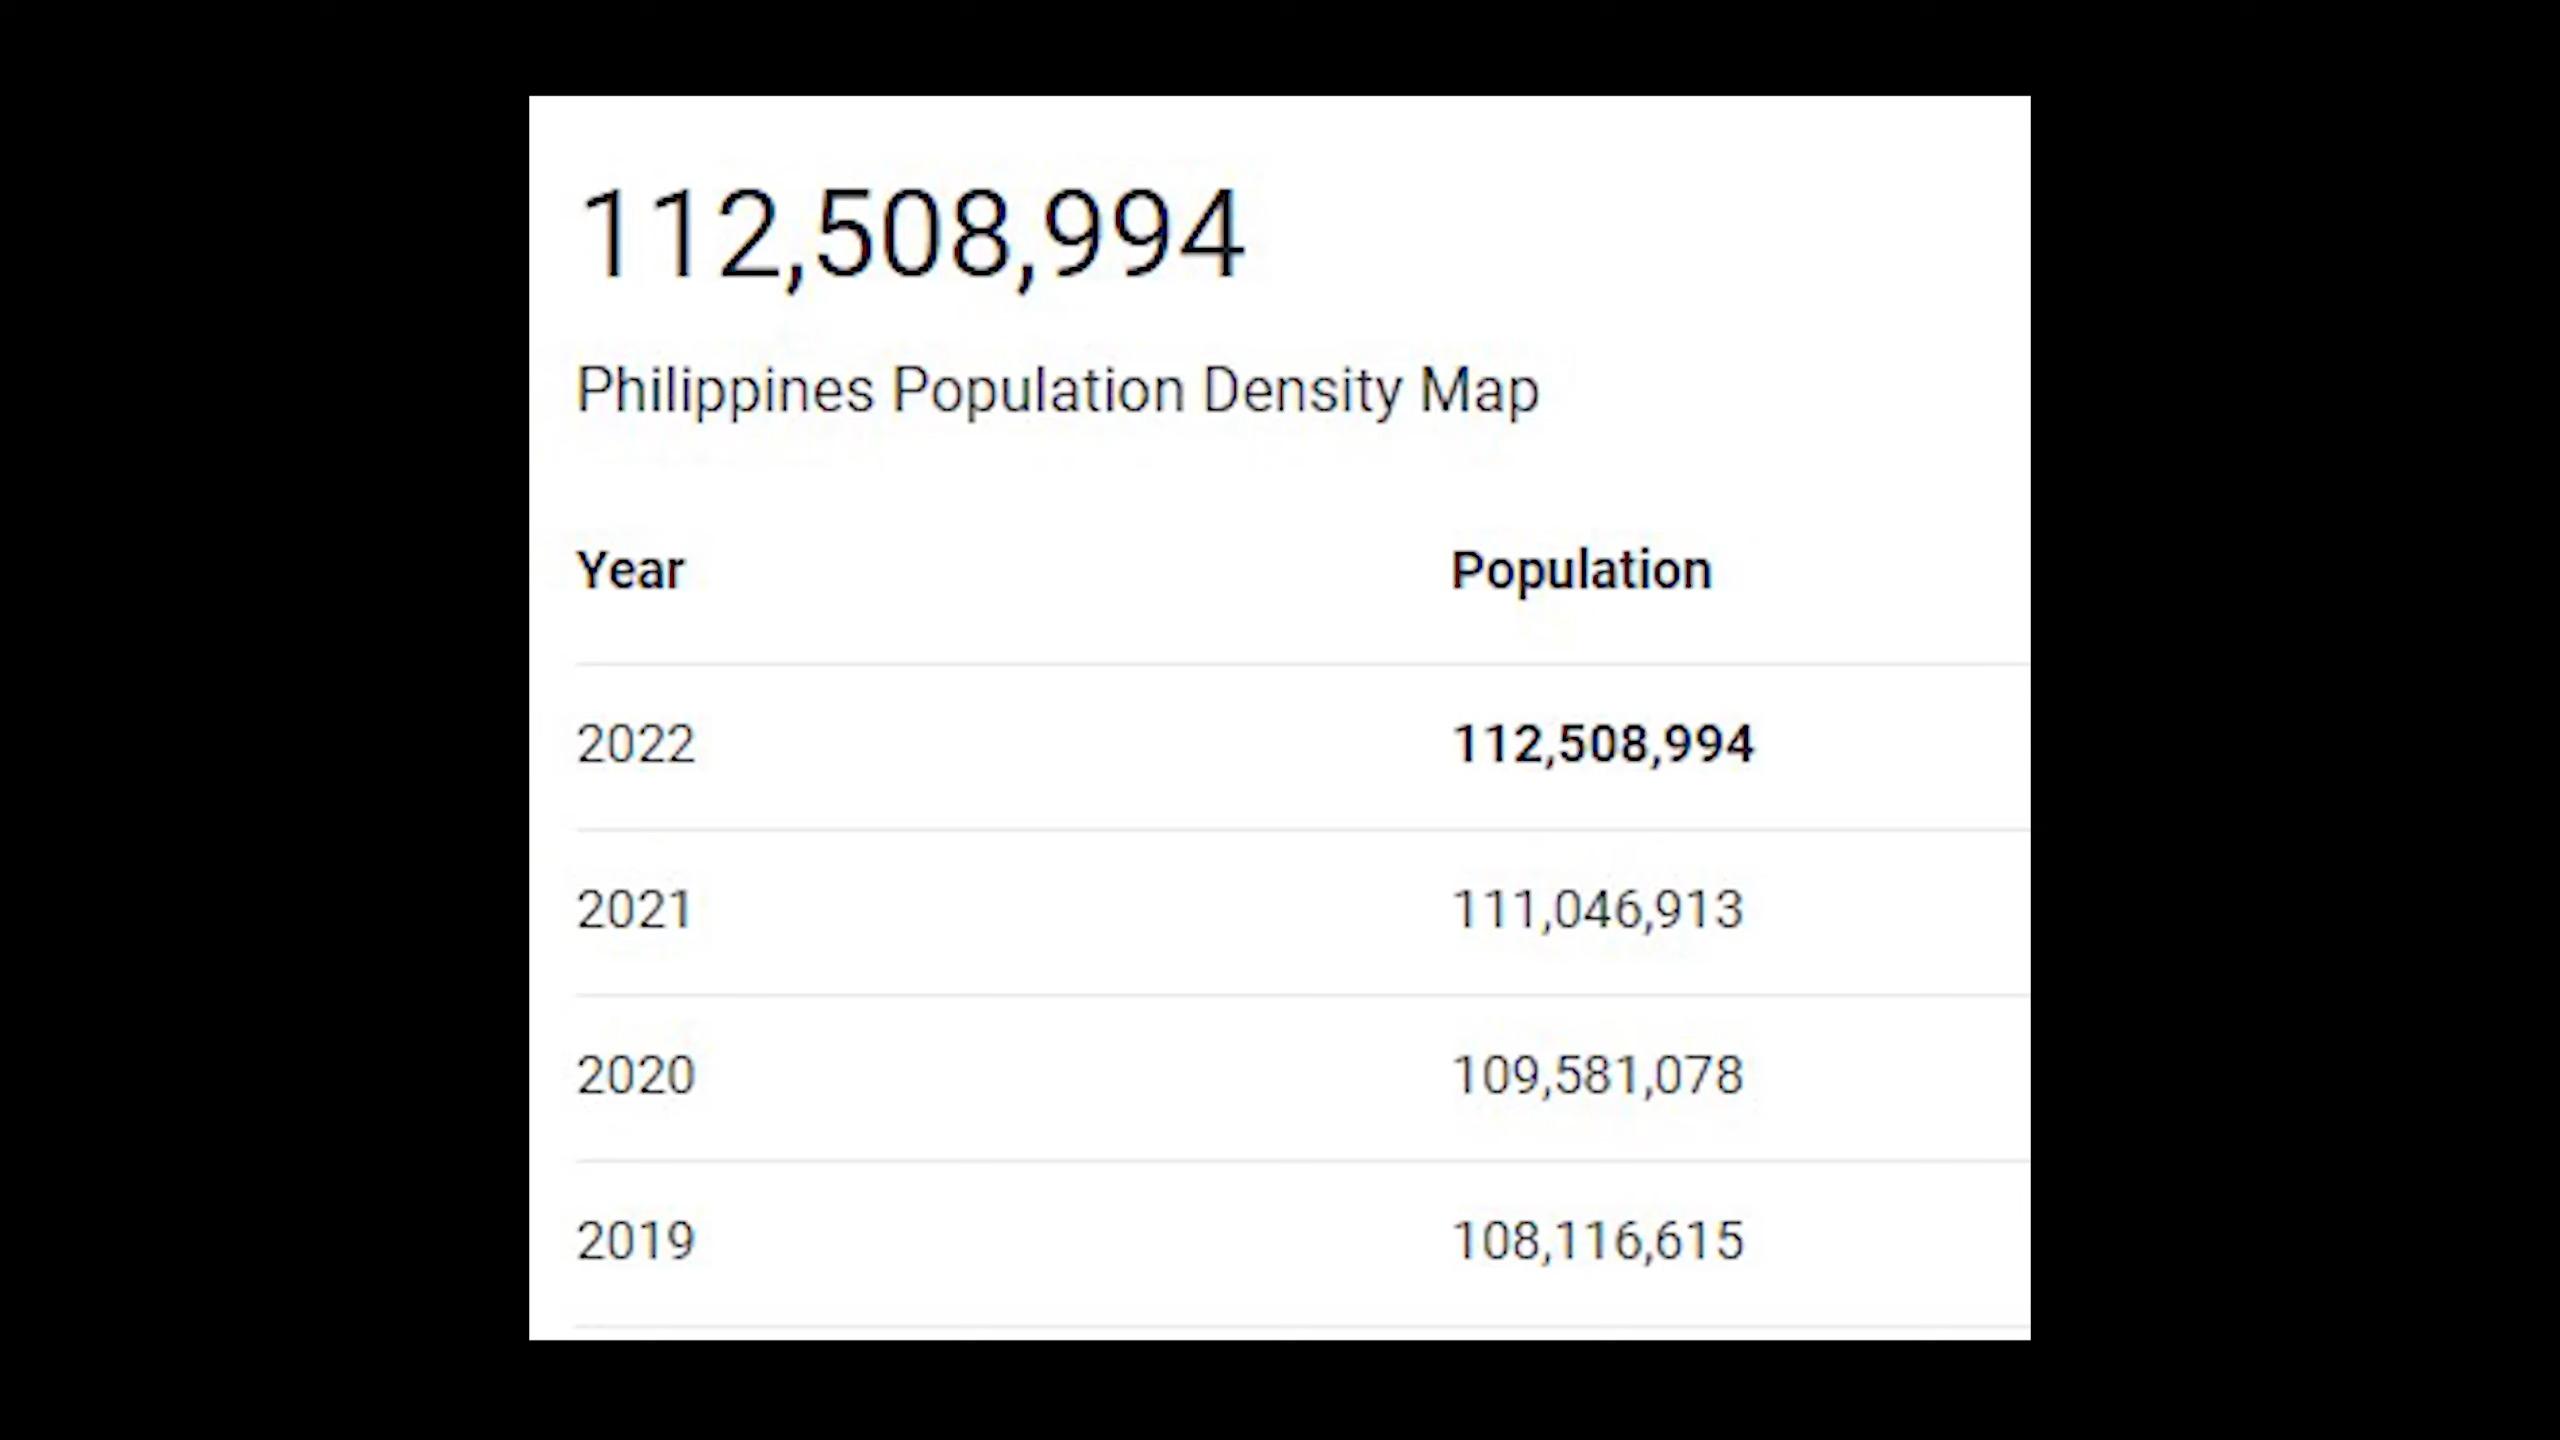 112,508,994
Philippines Population Density Map
Year Population
2022 112,508,994
2021 111,046,913
2020 109,581,078
2019 108,116,615